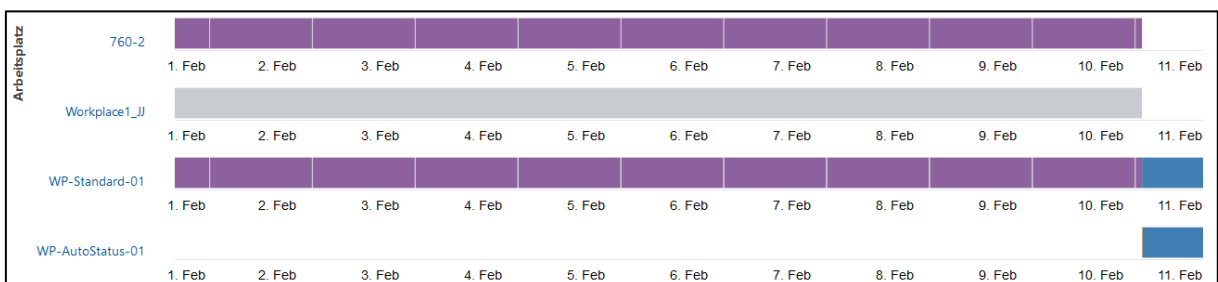 Arbeitsplatz
760-2
1. Feb 2. Feb 3. Feb 4. Feb 5. Feb 6. Feb 7. Feb 8. Feb 9. Feb 10. Feb 11. Feb
Workplace1_JJ
1. Feb 2. Feb 3. Feb 4. Feb 5. Feb 6. Feb 7. Feb 8. Feb 9. Feb 10. Feb 11. Feb
WP-Standard-01
1. Feb 2. Feb 3. Feb 4. Feb 5. Feb 6. Feb 7. Feb 8. Feb 9. Feb 10. Feb 11. Feb
WP-AutoStatus-01
1. Feb 2. Feb 3. Feb 4. Feb 5. Feb 6. Feb 7. Feb 8. Feb 9. Feb 10. Feb 11. Feb